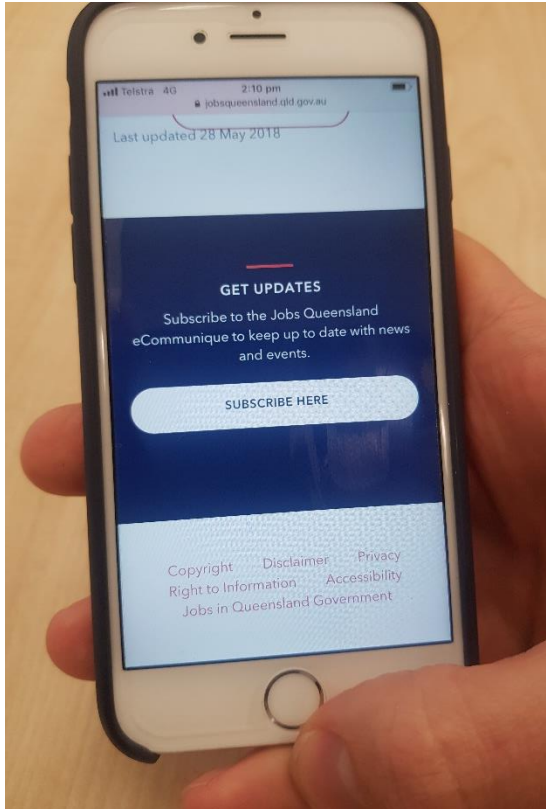 Telstra 4G 2:10 pm
jobsqueensland.qld.gov.au
Last updated 28 May 2018
GET UPDATES
Subscribe to the Jobs Queensland
eCommunique to keep up to date with news
and events.
SUBSCRIBE HERE
Copyright Disclaimer Privacy
Right to Information Accessibility
Jobs in Queensland Government